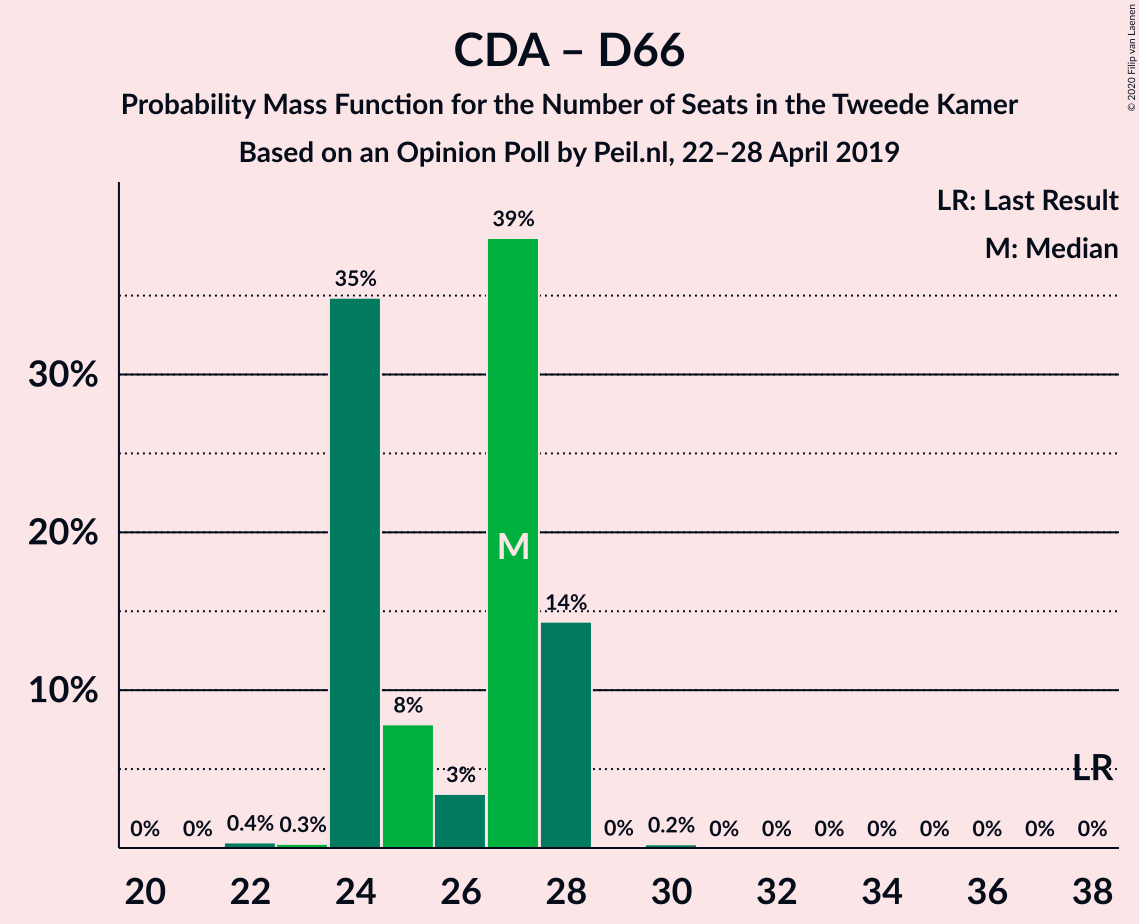 CDA – D66
Probability Mass Function for the Number of Seats in the Tweede Kamer
Based on an Opinion Poll by Peil.nl, 22–28 April 2019
© 2020 Filip van Laenen
LR: Last Result
M: Median
39%
35%
30%
20%
M
14%
10%
8%
3%
LR
0% 0% 0.4% 0.3% 0% 0.2% 0% 0% 0% 0% 0% 0% 0% 0%
20 22 24 26 28 30 32 34 36 38